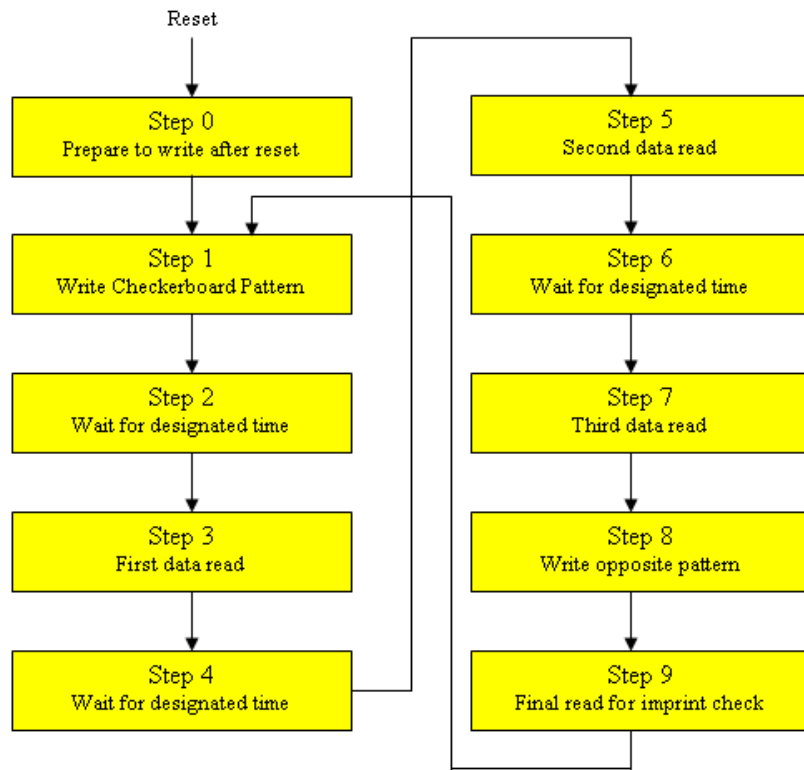 Reset
Step 0
Prepare to write after reset
Step 1
Write Checkerboard Pattern
Step 2
Wait for designated time
Step 3
First data read
Step 4
Wait for designated time
Step 5
Second data read
Step 6
Wait for designated time
Step 7
Third data read
Step 8
Write opposite pattern
Step 9
Final read for imprint check